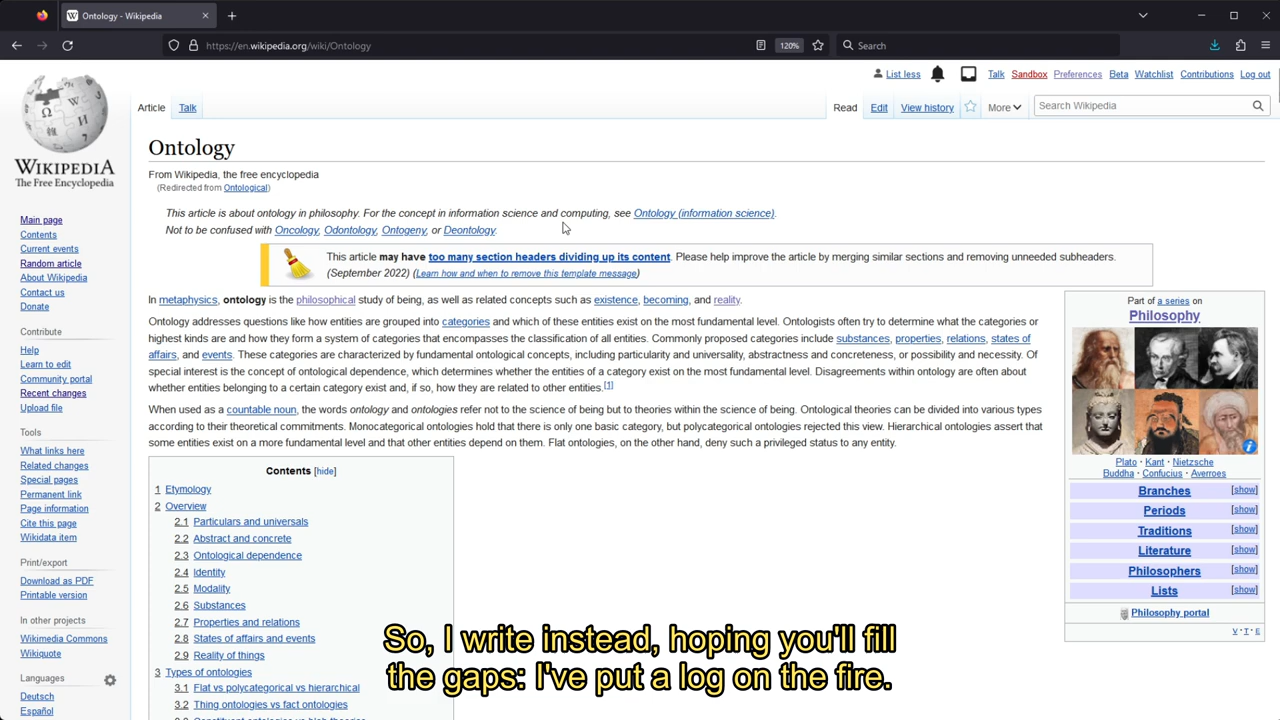 Ontology - Wikipedia
https://en.wikipedia.org/wiki/Ontology
120%
Search
List less
Talk
Sandbox
Preferences
Beta
Watchlist
Contributions
Log out
WIKIPEDIA
The Free Encyclopedia
Article
Talk
Read
Edit
View history
More
Search Wikipedia
Main page
Contents
Current events
Random article
About Wikipedia
Contact us
Donate
Contribute
Help
Learn to edit
Community portal
Recent changes
Upload file
Tools
What links here
Related changes
Special pages
Permanent link
Page information
Cite this page
Wikidata item
Print/export
Download as PDF
Printable version
In other projects
Wikimedia Commons
Wikiquote
Languages
Deutsch
Español
Ontology
From Wikipedia, the free encyclopedia
(Redirected from Ontological)
This article is about ontology in philosophy. For the concept in information science and computing, see Ontology (information science).
Not to be confused with Oncology, Odontology, Ontogeny, or Deontology.
This article may have too many section headers dividing up its content. Please help improve the article by merging similar sections and removing unneeded subheaders.
(September 2022) (Learn how and when to remove this template message)
In metaphysics, ontology is the philosophical study of being, as well as related concepts such as existence, becoming, and reality.
Ontology addresses questions like how entities are grouped into categories and which of these entities exist on the most fundamental level. Ontologists often try to determine what the categories or
highest kinds are and how they form a system of categories that encompasses the classification of all entities. Commonly proposed categories include substances, properties, relations, states of
affairs, and events. These categories are characterized by fundamental ontological concepts, including particularity and universality, abstractness and concreteness, or possibility and necessity. Of
special interest is the concept of ontological dependence, which determines whether the entities of a category exist on the most fundamental level. Disagreements within ontology are often about
whether entities belonging to a certain category exist and, if so, how they are related to other entities.[1]
When used as a countable noun, the words ontology and ontologies refer not to the science of being but to theories within the science of being. Ontological theories can be divided into various types
according to their theoretical commitments. Monocategorical ontologies hold that there is only one basic category, but polycategorical ontologies rejected this view. Hierarchical ontologies assert that
some entities exist on a more fundamental level and that other entities depend on them. Flat ontologies, on the other hand, deny such a privileged status to any entity.
Contents [hide]
1 Etymology
2 Overview
2.1 Particulars and universals
2.2 Abstract and concrete
2.3 Ontological dependence
2.4 Identity
2.5 Modality
2.6 Substances
2.7 Properties and relations
2.8 States of affairs and events
2.9 Reality of things
3 Types of ontologies
3.1 Flat vs polycategorical vs hierarchical
3.2 Thing ontologies vs fact ontologies
3.3 Constituent ontologies vs blob theories
Part of a series on
Philosophy
Plato · Kant · Nietzsche
Buddha · Confucius · Averroes
Branches [show]
Periods [show]
Traditions [show]
Literature [show]
Philosophers [show]
Lists [show]
Philosophy portal
V · T · E
So, I write instead, hoping you'll fill
the gaps: I've put a log on the fire.